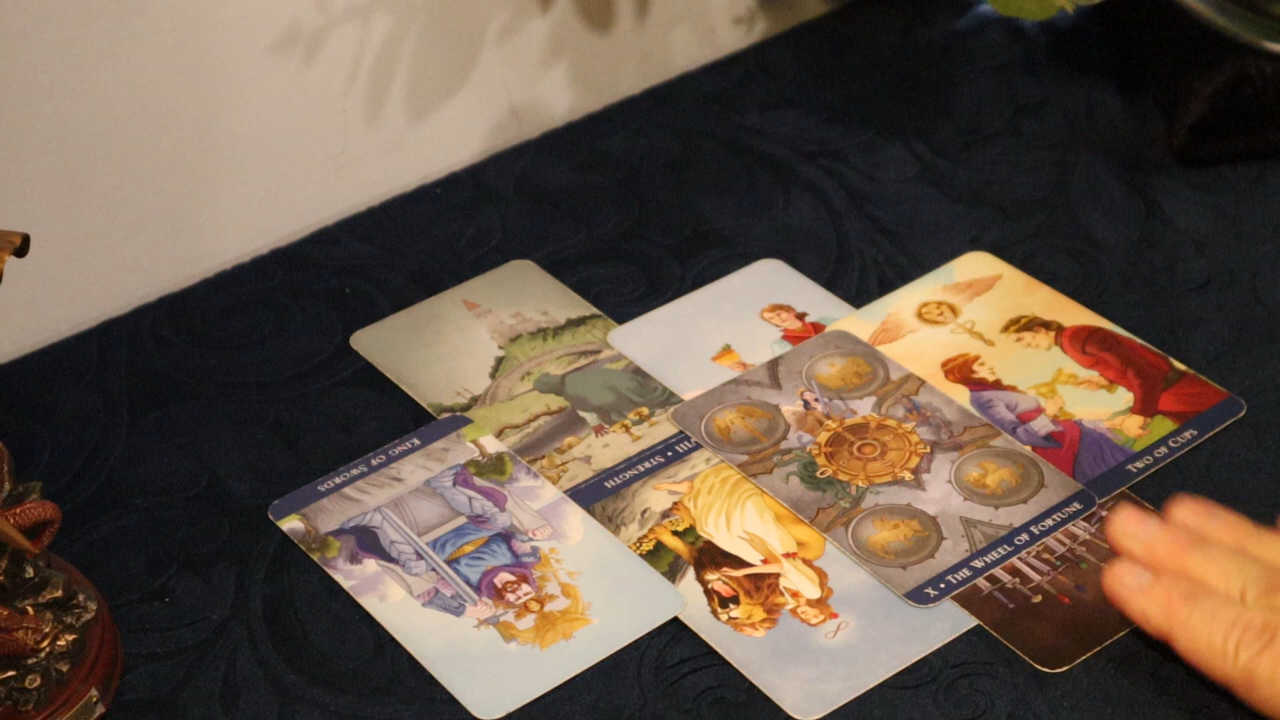 KING OF SWORDS
VIII • STRENGTH
TWO OF CUPS
X • THE WHEEL OF FORTUNE